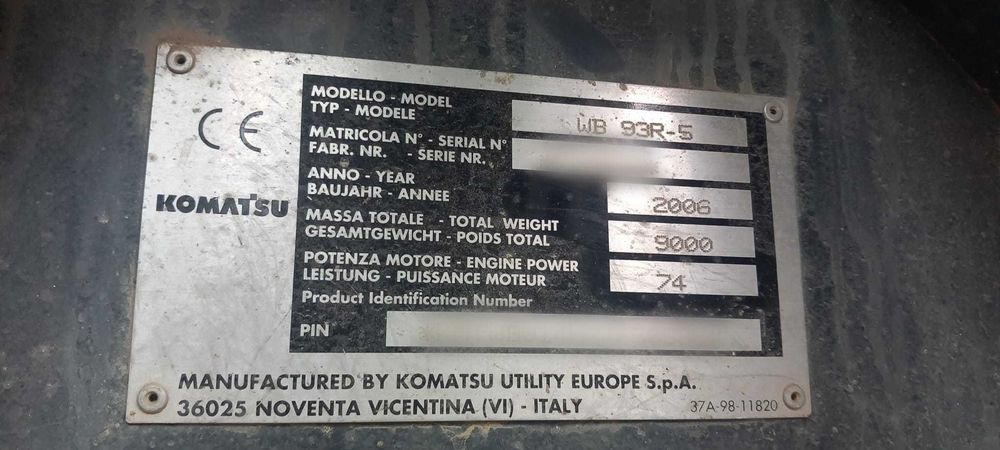 CE
KOMATSU
MODELLO - MODEL
TYP - MODELE
WB 93R-5
MATRICOLA N° - SERIAL N°
FABR. NR. - SERIE NR.
ANNO - YEAR
BAUJAHR - ANNEE
2006
MASSA TOTALE - TOTAL WEIGHT
GESAMTGEWICHT - POIDS TOTAL
9000
POTENZA MOTORE - ENGINE POWER
LEISTUNG - PUISSANCE MOTEUR
74
Product Identification Number
PIN
MANUFACTURED BY KOMATSU UTILITY EUROPE S.p.A.
36025 NOVENTA VICENTINA (VI) - ITALY
37A-98-11820